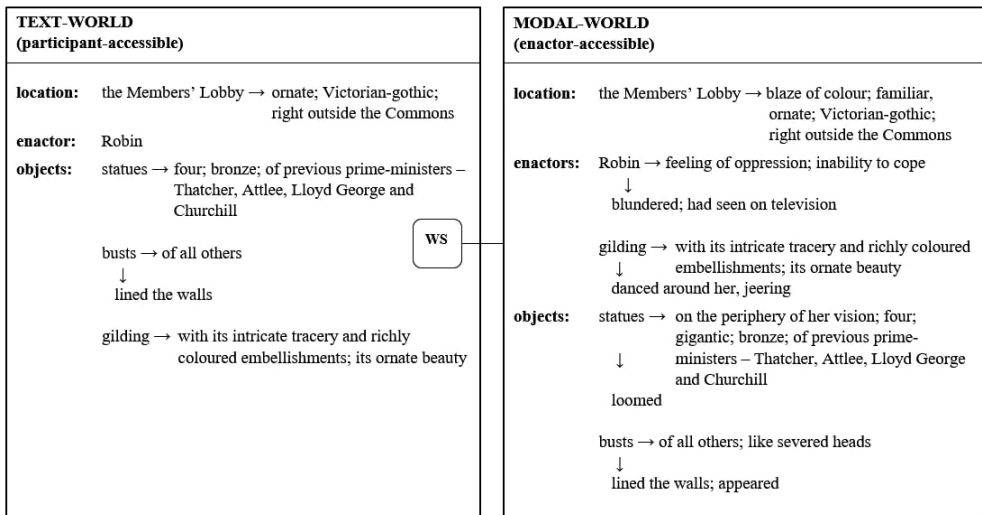 TEXT-WORLD
(participant-accessible)
location: the Members’ Lobby → ornate; Victorian-gothic;
right outside the Commons
enactor: Robin
objects: statues → four; bronze; of previous prime-ministers –
Thatcher, Attlee, Lloyd George and
Churchill
busts → of all others
↓
lined the walls
gilding → with its intricate tracery and richly
coloured embellishments; its ornate beauty
WS
MODAL-WORLD
(enactor-accessible)
location: the Members’ Lobby → blaze of colour; familiar,
ornate; Victorian-gothic;
right outside the Commons
enactors: Robin → feeling of oppression; inability to cope
↓
blundered; had seen on television
gilding → with its intricate tracery and richly coloured
↓ embellishments; its ornate beauty
danced around her, jeering
objects: statues → on the periphery of her vision; four;
gigantic; bronze; of previous prime-
↓ ministers – Thatcher, Attlee, Lloyd George
and Churchill
loomed
busts → of all others; like severed heads
↓
lined the walls; appeared